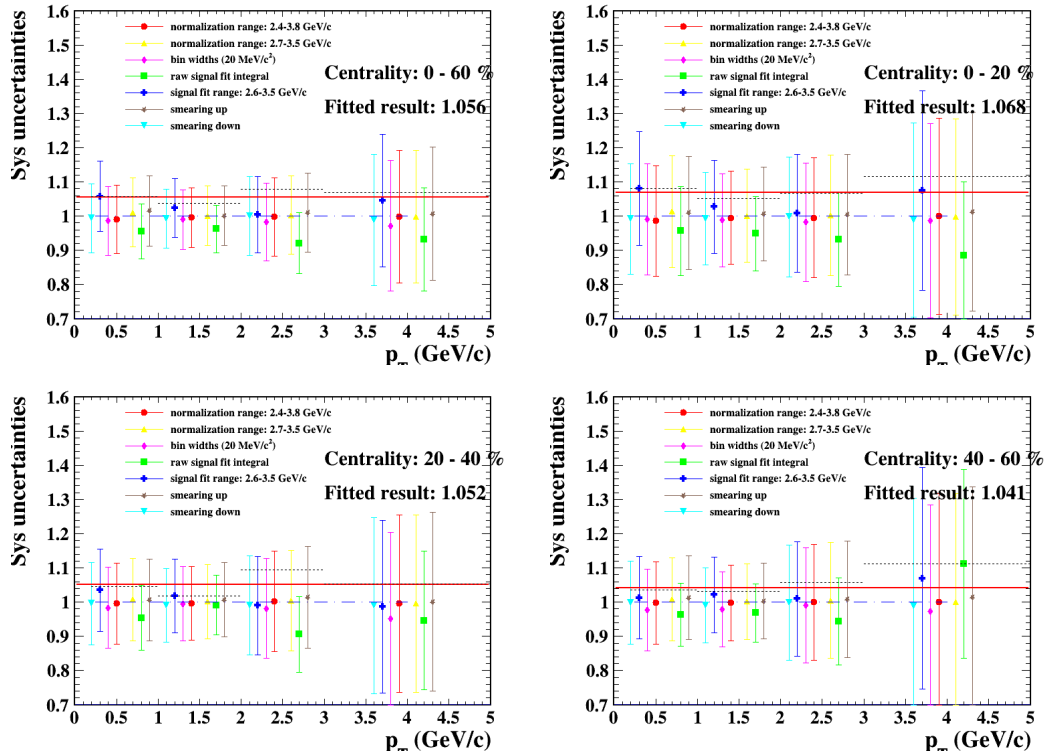 Sys uncertainties
1.6
1.5
1.4
1.3
1.2
1.1
1
0.9
0.8
0.7
normalization range: 2.4-3.8 GeV/c
normalization range: 2.7-3.5 GeV/c
bin widths (20 MeV/c²)
raw signal fit integral
signal fit range: 2.6-3.5 GeV/c
smearing up
smearing down
Centrality: 0 - 60 %
Fitted result: 1.056
0 0.5 1 1.5 2 2.5 3 3.5 4 4.5 5
p_T (GeV/c)
Sys uncertainties
1.6
1.5
1.4
1.3
1.2
1.1
1
0.9
0.8
0.7
normalization range: 2.4-3.8 GeV/c
normalization range: 2.7-3.5 GeV/c
bin widths (20 MeV/c²)
raw signal fit integral
signal fit range: 2.6-3.5 GeV/c
smearing up
smearing down
Centrality: 0 - 20 %
Fitted result: 1.068
0 0.5 1 1.5 2 2.5 3 3.5 4 4.5 5
p_T (GeV/c)
Sys uncertainties
1.6
1.5
1.4
1.3
1.2
1.1
1
0.9
0.8
0.7
normalization range: 2.4-3.8 GeV/c
normalization range: 2.7-3.5 GeV/c
bin widths (20 MeV/c²)
raw signal fit integral
signal fit range: 2.6-3.5 GeV/c
smearing up
smearing down
Centrality: 20 - 40 %
Fitted result: 1.052
0 0.5 1 1.5 2 2.5 3 3.5 4 4.5 5
p_T (GeV/c)
Sys uncertainties
1.6
1.5
1.4
1.3
1.2
1.1
1
0.9
0.8
0.7
normalization range: 2.4-3.8 GeV/c
normalization range: 2.7-3.5 GeV/c
bin widths (20 MeV/c²)
raw signal fit integral
signal fit range: 2.6-3.5 GeV/c
smearing up
smearing down
Centrality: 40 - 60 %
Fitted result: 1.041
0 0.5 1 1.5 2 2.5 3 3.5 4 4.5 5
p_T (GeV/c)